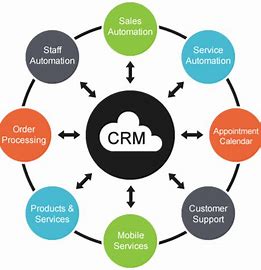 Sales
Automation
Staff
Automation
Service
Automation
Order
Processing
CRM
Appointment
Calendar
Products &
Services
Customer
Support
Mobile
Services